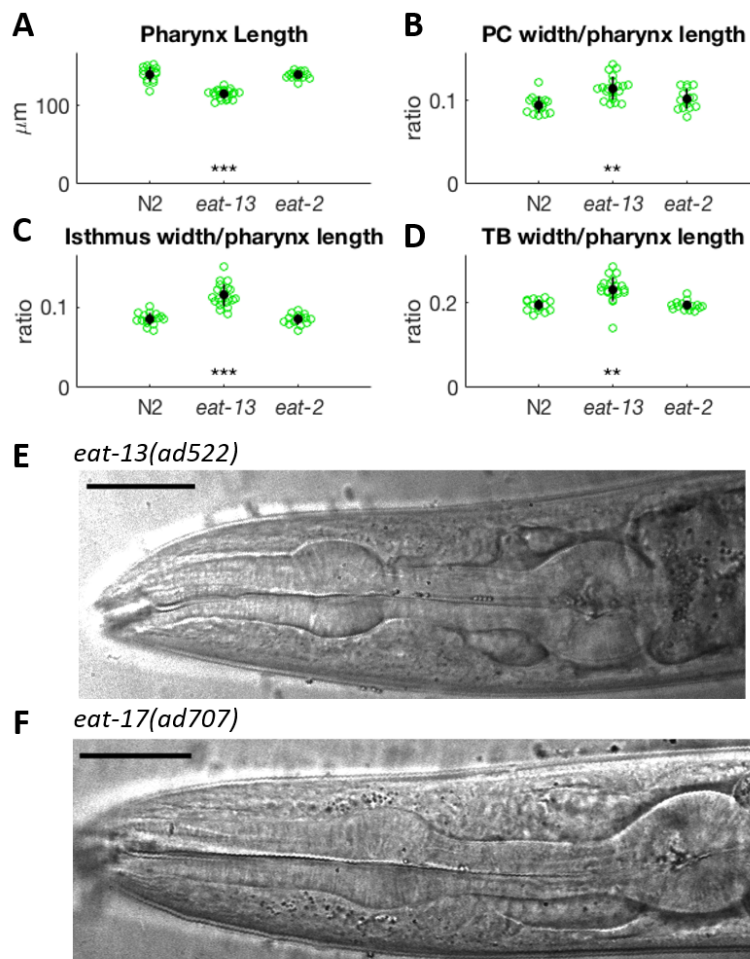 A
Pharynx Length
μm
100
0
***
N2 eat-13 eat-2
B
PC width/pharynx length
ratio
0.1
0
**
N2 eat-13 eat-2
C
Isthmus width/pharynx length
ratio
0.1
0
***
N2 eat-13 eat-2
D
TB width/pharynx length
ratio
0.2
0
**
N2 eat-13 eat-2
E
eat-13(ad522)
F
eat-17(ad707)